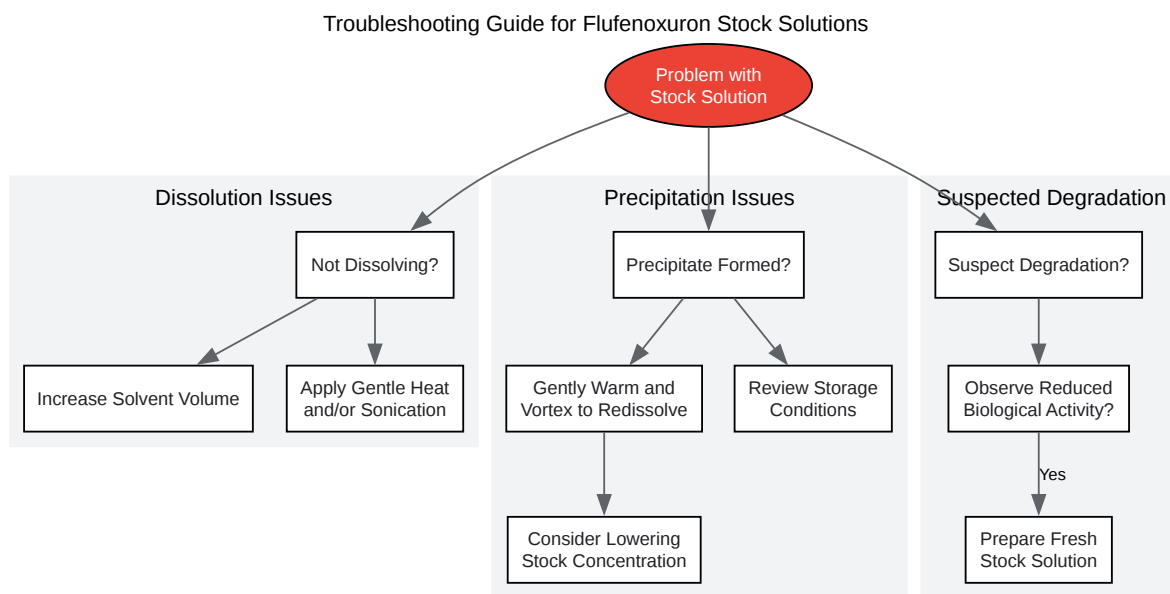 Troubleshooting Guide for Flufenoxuron Stock Solutions
Problem with
Stock Solution
Dissolution Issues
Precipitation Issues
Suspected Degradation
Not Dissolving?
Precipitate Formed?
Suspect Degradation?
Increase Solvent Volume
Apply Gentle Heat
and/or Sonication
Gently Warm and
Vortex to Redissolve
Review Storage
Conditions
Observe Reduced
Biological Activity?
Yes
Consider Lowering
Stock Concentration
Prepare Fresh
Stock Solution